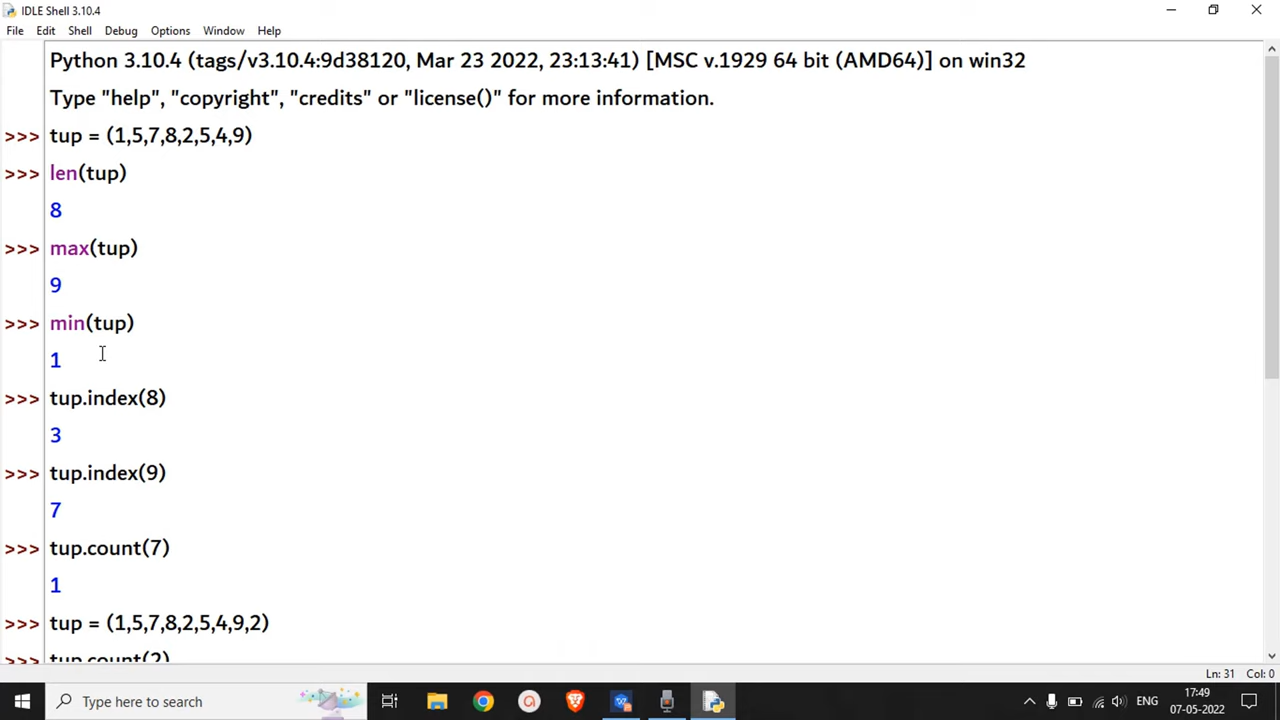 IDLE Shell 3.10.4
File Edit Shell Debug Options Window Help
Python 3.10.4 (tags/v3.10.4:9d38120, Mar 23 2022, 23:13:41) [MSC v.1929 64 bit (AMD64)] on win32
Type "help", "copyright", "credits" or "license()" for more information.
>>> tup = (1,5,7,8,2,5,4,9)
>>> len(tup)
8
>>> max(tup)
9
>>> min(tup)
1
>>> tup.index(8)
3
>>> tup.index(9)
7
>>> tup.count(7)
1
>>> tup = (1,5,7,8,2,5,4,9,2)
>>> tup.count(2)
Ln: 31 Col: 0
Type here to search
ENG
17:49
07-05-2022